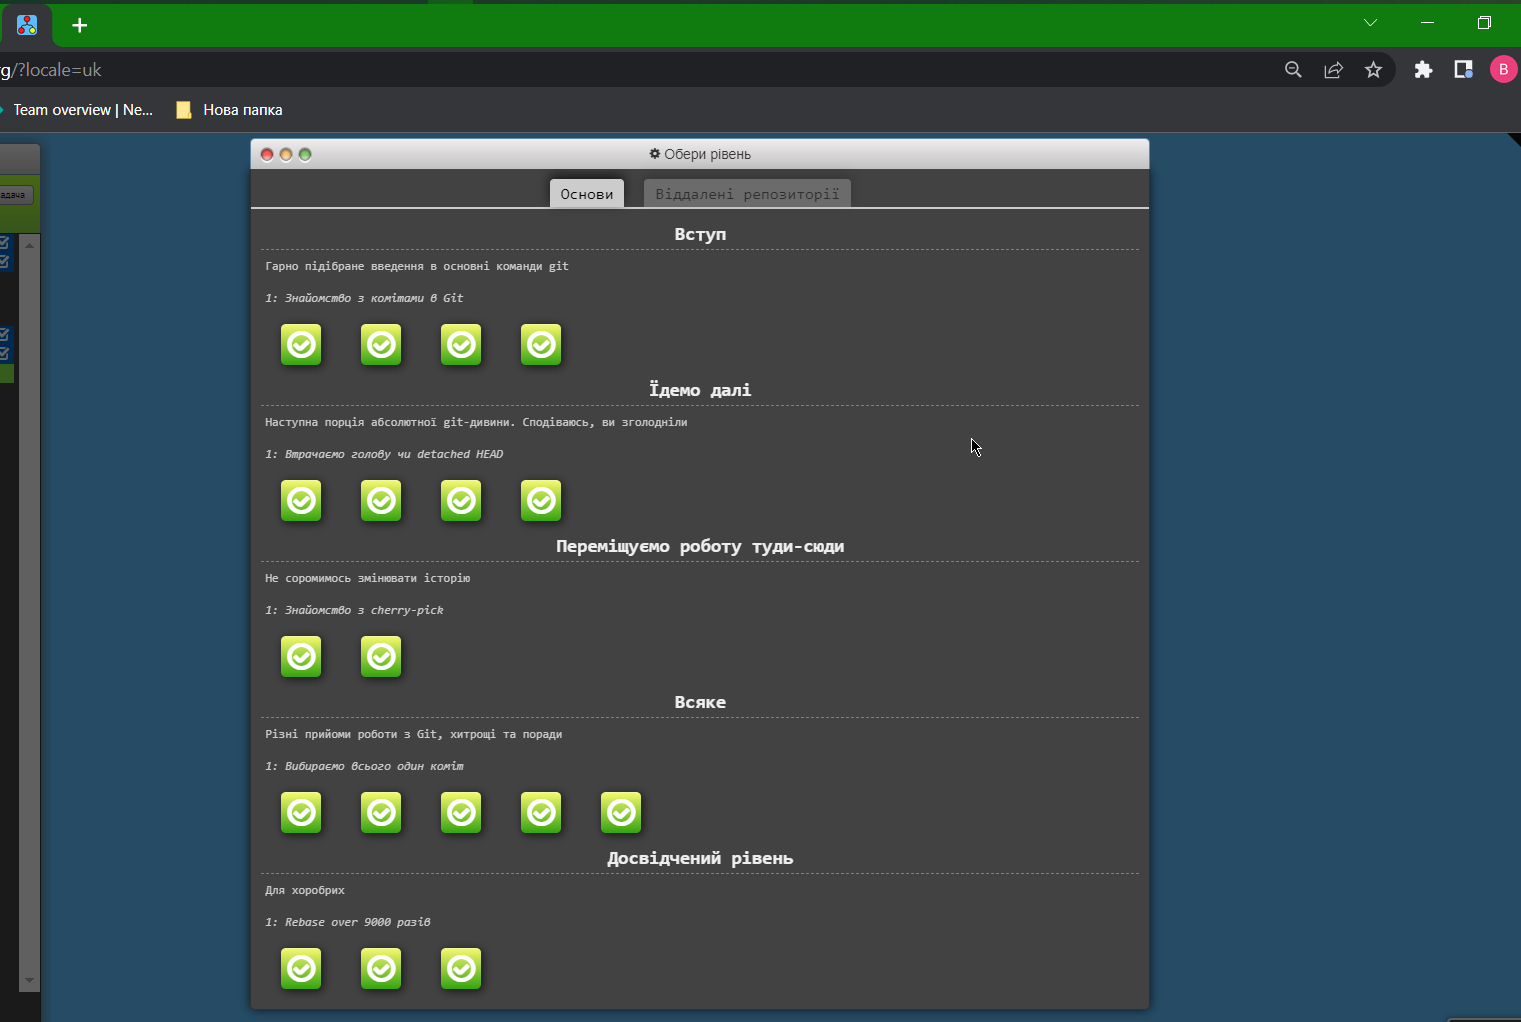 g/?locale=uk
B
Team overview | Ne...
Нова папка
Обери рівень
адача
Основи
Віддалені репозиторії
Вступ
Гарно підібране введення в основні команди git
1: Знайомство з комітами в Git
Їдемо далі
Наступна порція абсолютної git-дивини. Сподіваюсь, ви зголодніли
1: Втрачаємо голову чи detached HEAD
Переміщуємо роботу туди-сюди
Не соромимось змінювати історію
1: Знайомство з cherry-pick
Всяке
Різні прийоми роботи з Git, хитрощі та поради
1: Вибираємо всього один коміт
Досвідчений рівень
Для хоробрих
1: Rebase over 9000 разів